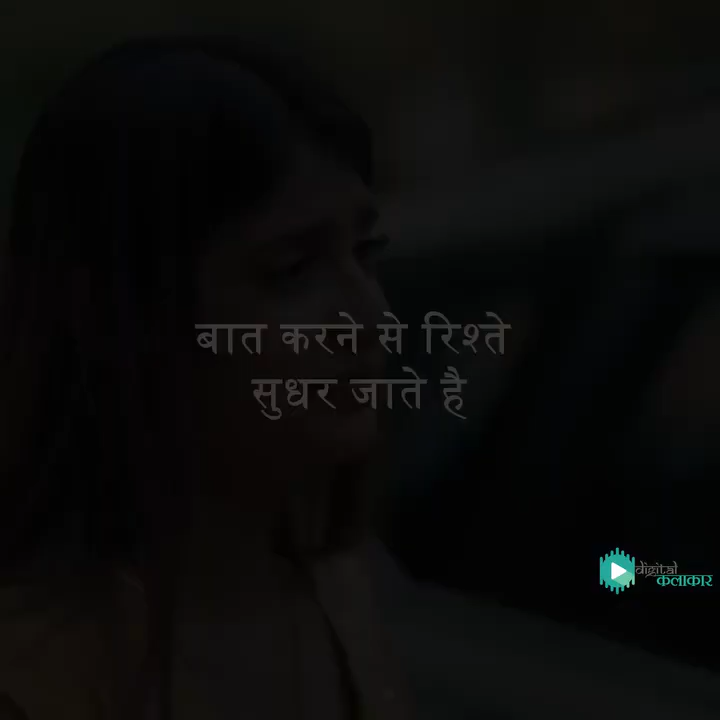 बात करने से रिश्ते
सुधर जाते है
digital
कलाकार